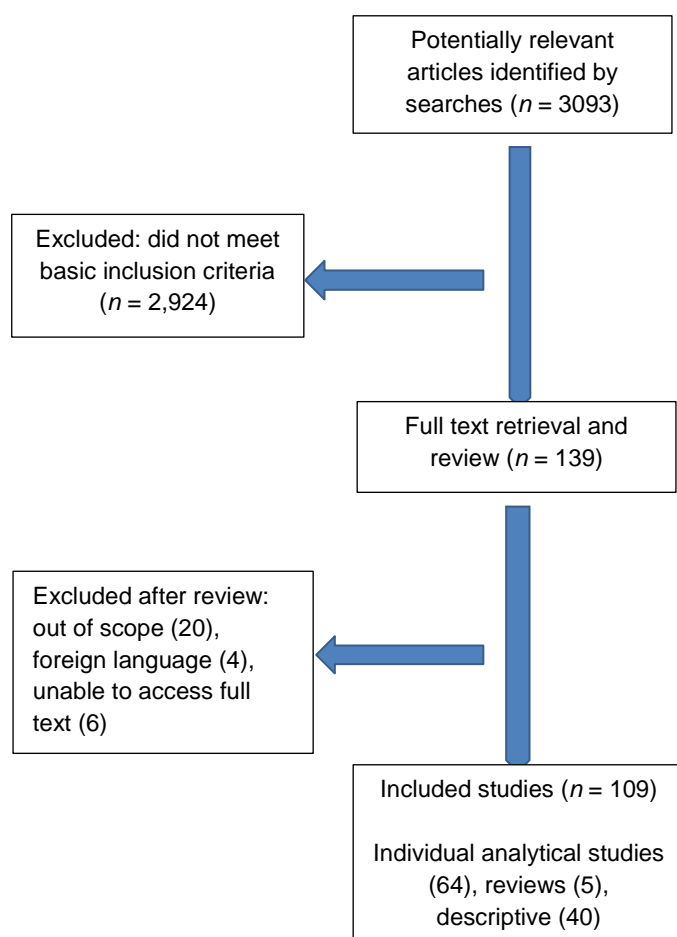 Potentially relevant
articles identified by
searches (n = 3093)
Excluded: did not meet
basic inclusion criteria
(n = 2,924)
Full text retrieval and
review (n = 139)
Excluded after review:
out of scope (20),
foreign language (4),
unable to access full
text (6)
Included studies (n = 109)
Individual analytical studies
(64), reviews (5),
descriptive (40)